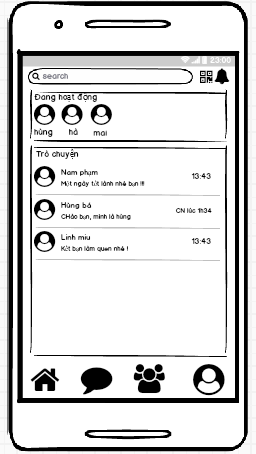 23:00
search
Đang hoạt động
hùng hà mai
Trò chuyện
Nam phạm 13:43
Một ngày tốt lành nhé bạn !!!
Hùng bá CN lúc 1h34
CHào bạn, mình là hùng
Linh miu 13:43
Kết bạn làm quen nhé !